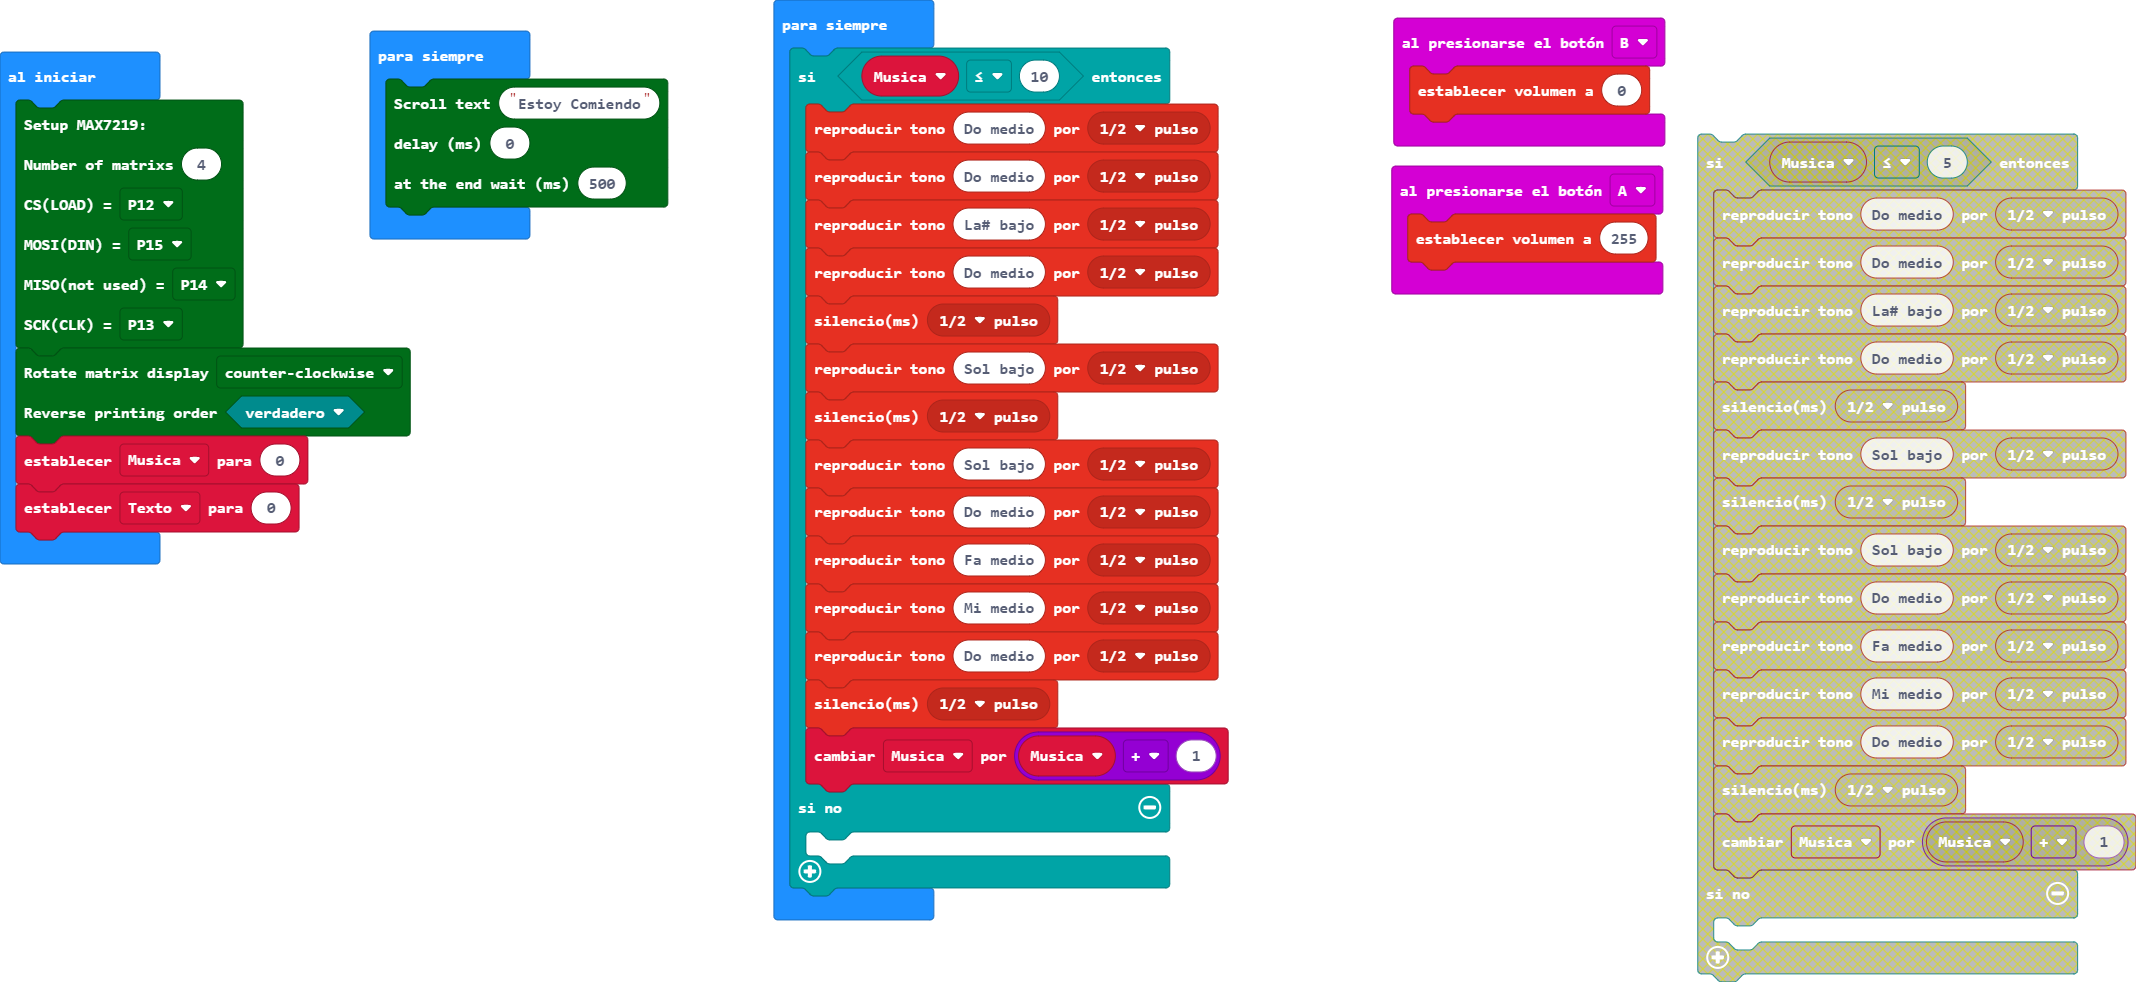 al iniciar
Setup MAX7219:
Number of matrixs 4
CS(LOAD) = P12
MOSI(DIN) = P15
MISO(not used) = P14
SCK(CLK) = P13
Rotate matrix display counter-clockwise
Reverse printing order verdadero
establecer Musica para 0
establecer Texto para 0
para siempre
Scroll text "Estoy Comiendo"
delay (ms) 0
at the end wait (ms) 500
para siempre
si Musica ≤ 10 entonces
reproducir tono Do medio por 1/2 pulso
reproducir tono Do medio por 1/2 pulso
reproducir tono La# bajo por 1/2 pulso
reproducir tono Do medio por 1/2 pulso
silencio(ms) 1/2 pulso
reproducir tono Sol bajo por 1/2 pulso
silencio(ms) 1/2 pulso
reproducir tono Sol bajo por 1/2 pulso
reproducir tono Do medio por 1/2 pulso
reproducir tono Fa medio por 1/2 pulso
reproducir tono Mi medio por 1/2 pulso
reproducir tono Do medio por 1/2 pulso
silencio(ms) 1/2 pulso
cambiar Musica por Musica + 1
si no
al presionarse el botón B
establecer volumen a 0
al presionarse el botón A
establecer volumen a 255
si Musica ≤ 5 entonces
reproducir tono Do medio por 1/2 pulso
reproducir tono Do medio por 1/2 pulso
reproducir tono La# bajo por 1/2 pulso
reproducir tono Do medio por 1/2 pulso
silencio(ms) 1/2 pulso
reproducir tono Sol bajo por 1/2 pulso
silencio(ms) 1/2 pulso
reproducir tono Sol bajo por 1/2 pulso
reproducir tono Do medio por 1/2 pulso
reproducir tono Fa medio por 1/2 pulso
reproducir tono Mi medio por 1/2 pulso
reproducir tono Do medio por 1/2 pulso
silencio(ms) 1/2 pulso
cambiar Musica por Musica + 1
si no